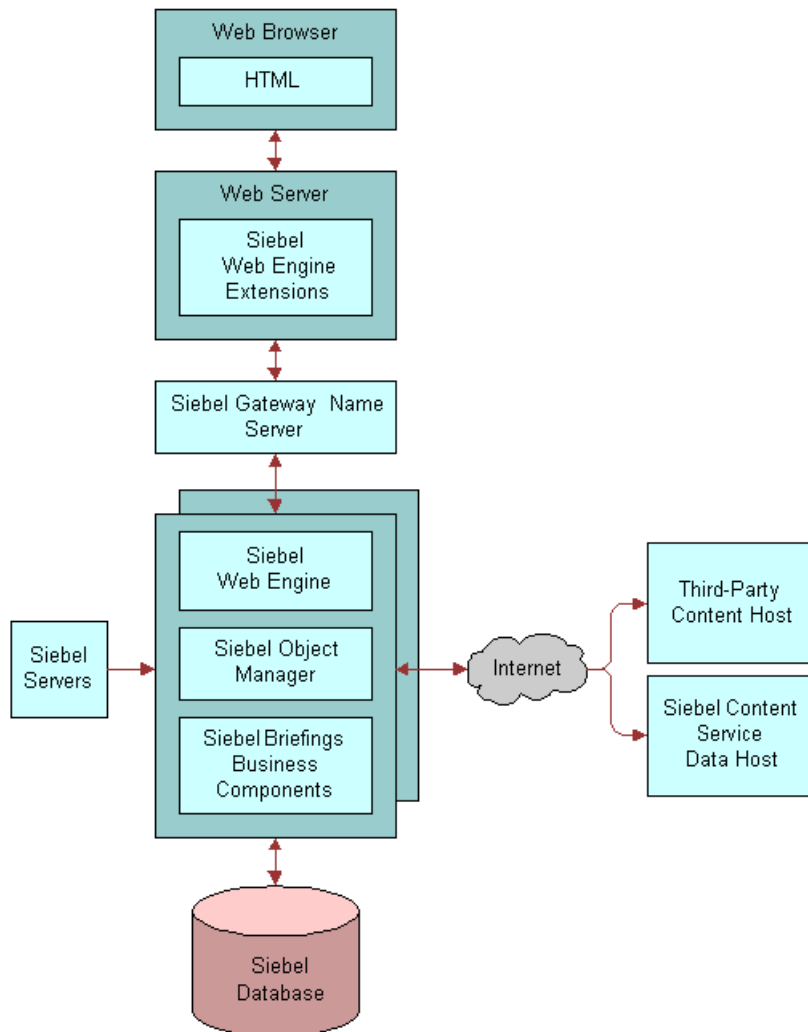 Web Browser
HTML
Web Server
Siebel
Web Engine
Extensions
Siebel Gateway Name
Server
Siebel
Web Engine
Siebel Object
Manager
Siebel Briefings
Business
Components
Siebel
Servers
Internet
Third-Party
Content Host
Siebel Content
Service
Data Host
Siebel
Database